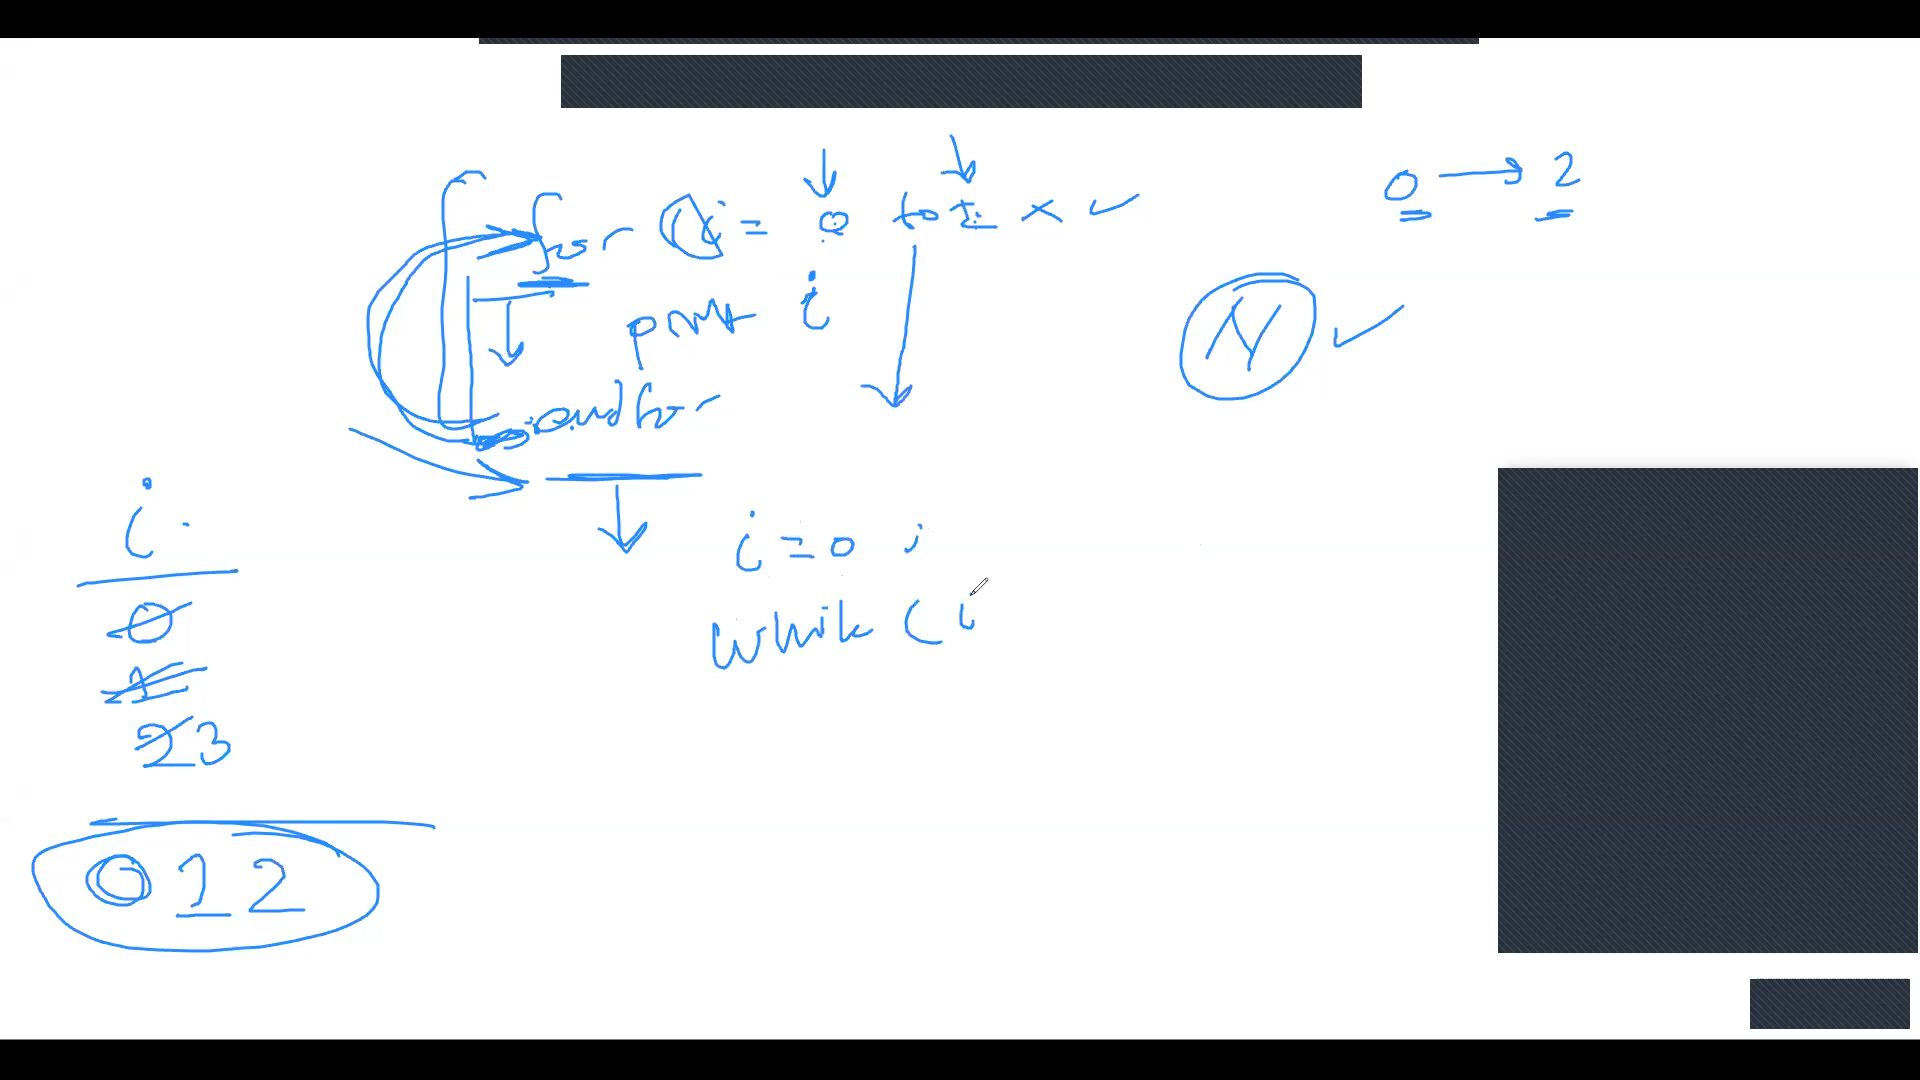 for i = 0 to 2 × ✓
0 → 2
print i
N ✓
endfor
i
i = 0 ;
while ( i
0
1
2 3
0 1 2